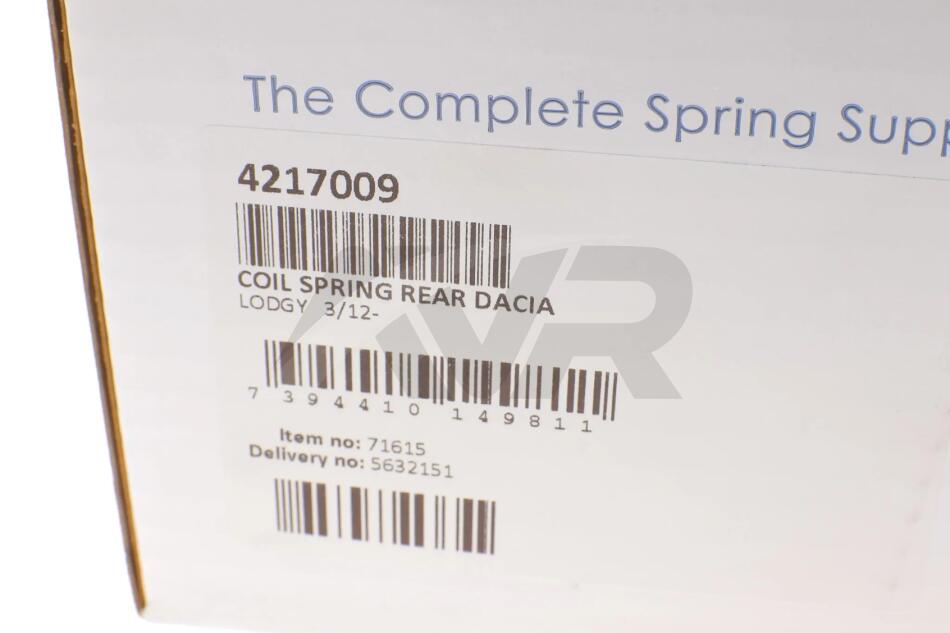 The Complete Spring Supp
4217009
COIL SPRING REAR DACIA
LODGY 3/12-
7 394410 149811
Item no: 71615
Delivery no: 5632151